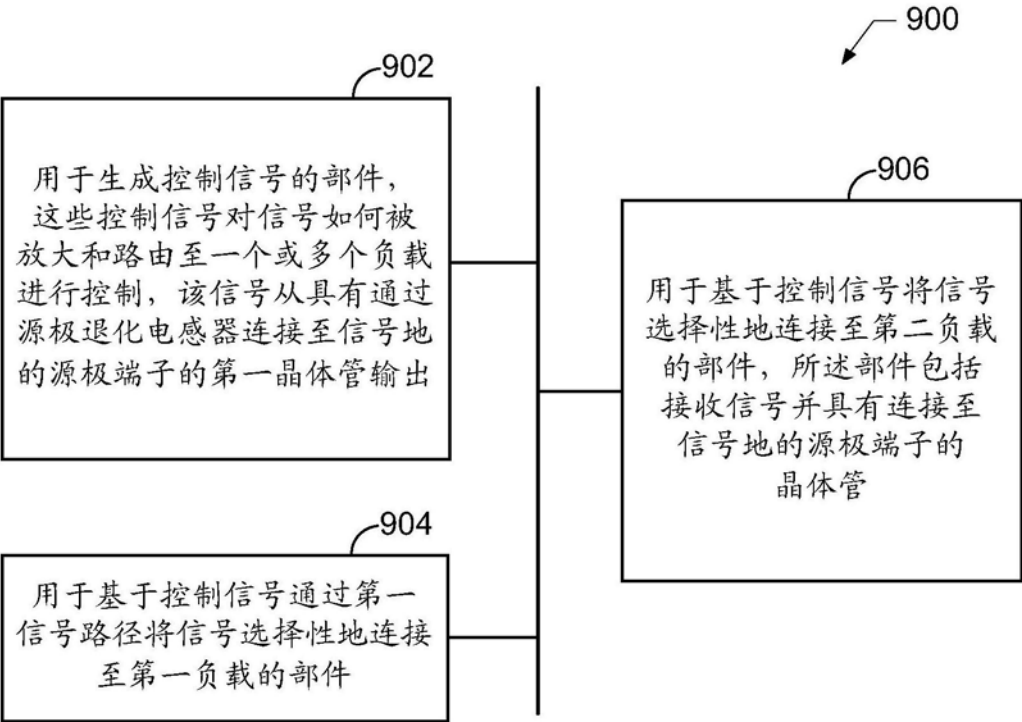 900
902
用于生成控制信号的部件，
这些控制信号对信号如何被
放大和路由至一个或多个负载
进行控制，该信号从具有通过
源极退化电感器连接至信号地
的源极端子的第一晶体管输出
904
用于基于控制信号通过第一
信号路径将信号选择性地连接
至第一负载的部件
906
用于基于控制信号将信号
选择性地连接至第二负载
的部件，所述部件包括
接收信号并具有连接至
信号地的源极端子的
晶体管